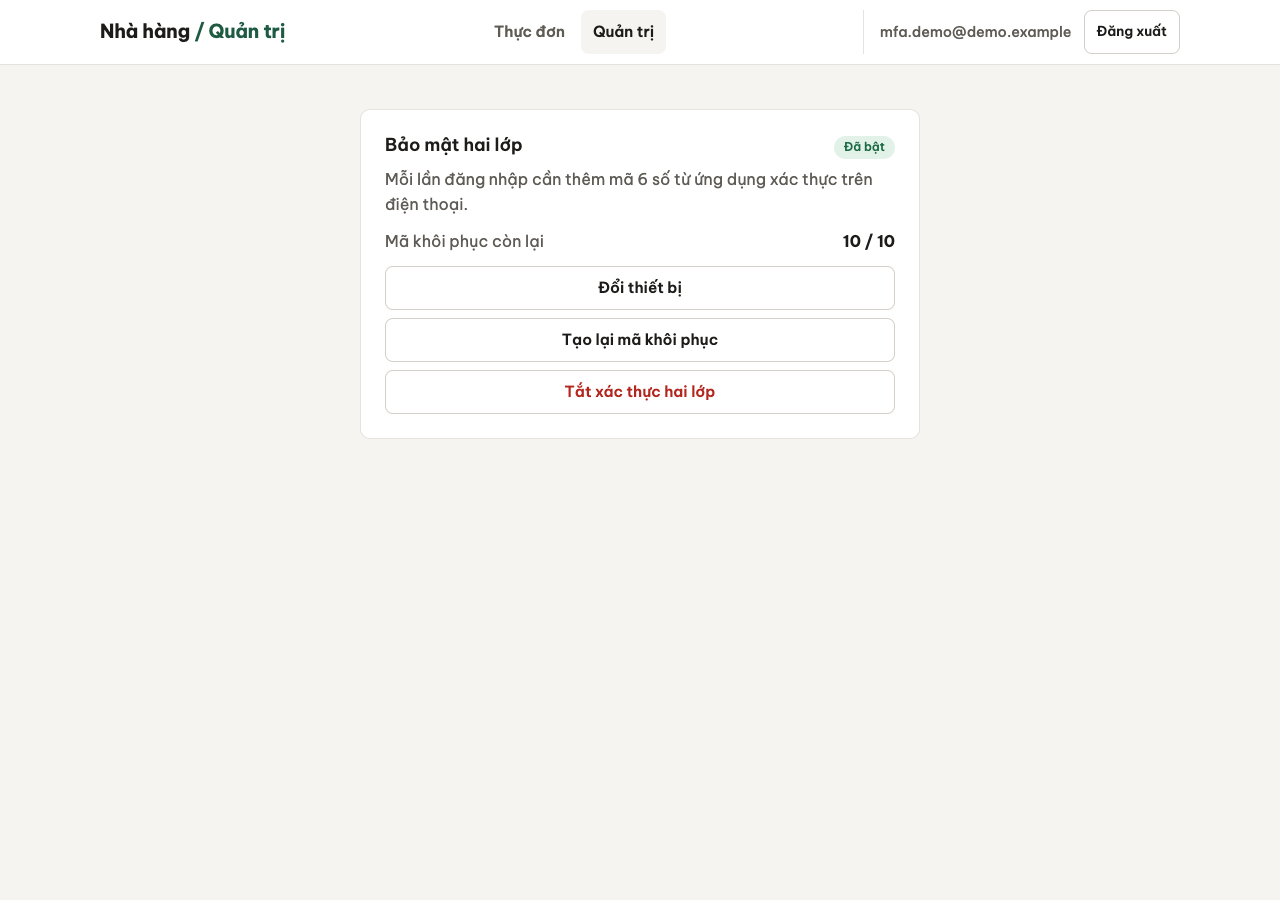 Nhà hàng / Quản trị
Thực đơn
Quản trị
mfa.demo@demo.example
Đăng xuất
Bảo mật hai lớp
Đã bật
Mỗi lần đăng nhập cần thêm mã 6 số từ ứng dụng xác thực trên
điện thoại.
Mã khôi phục còn lại
10 / 10
Đổi thiết bị
Tạo lại mã khôi phục
Tắt xác thực hai lớp